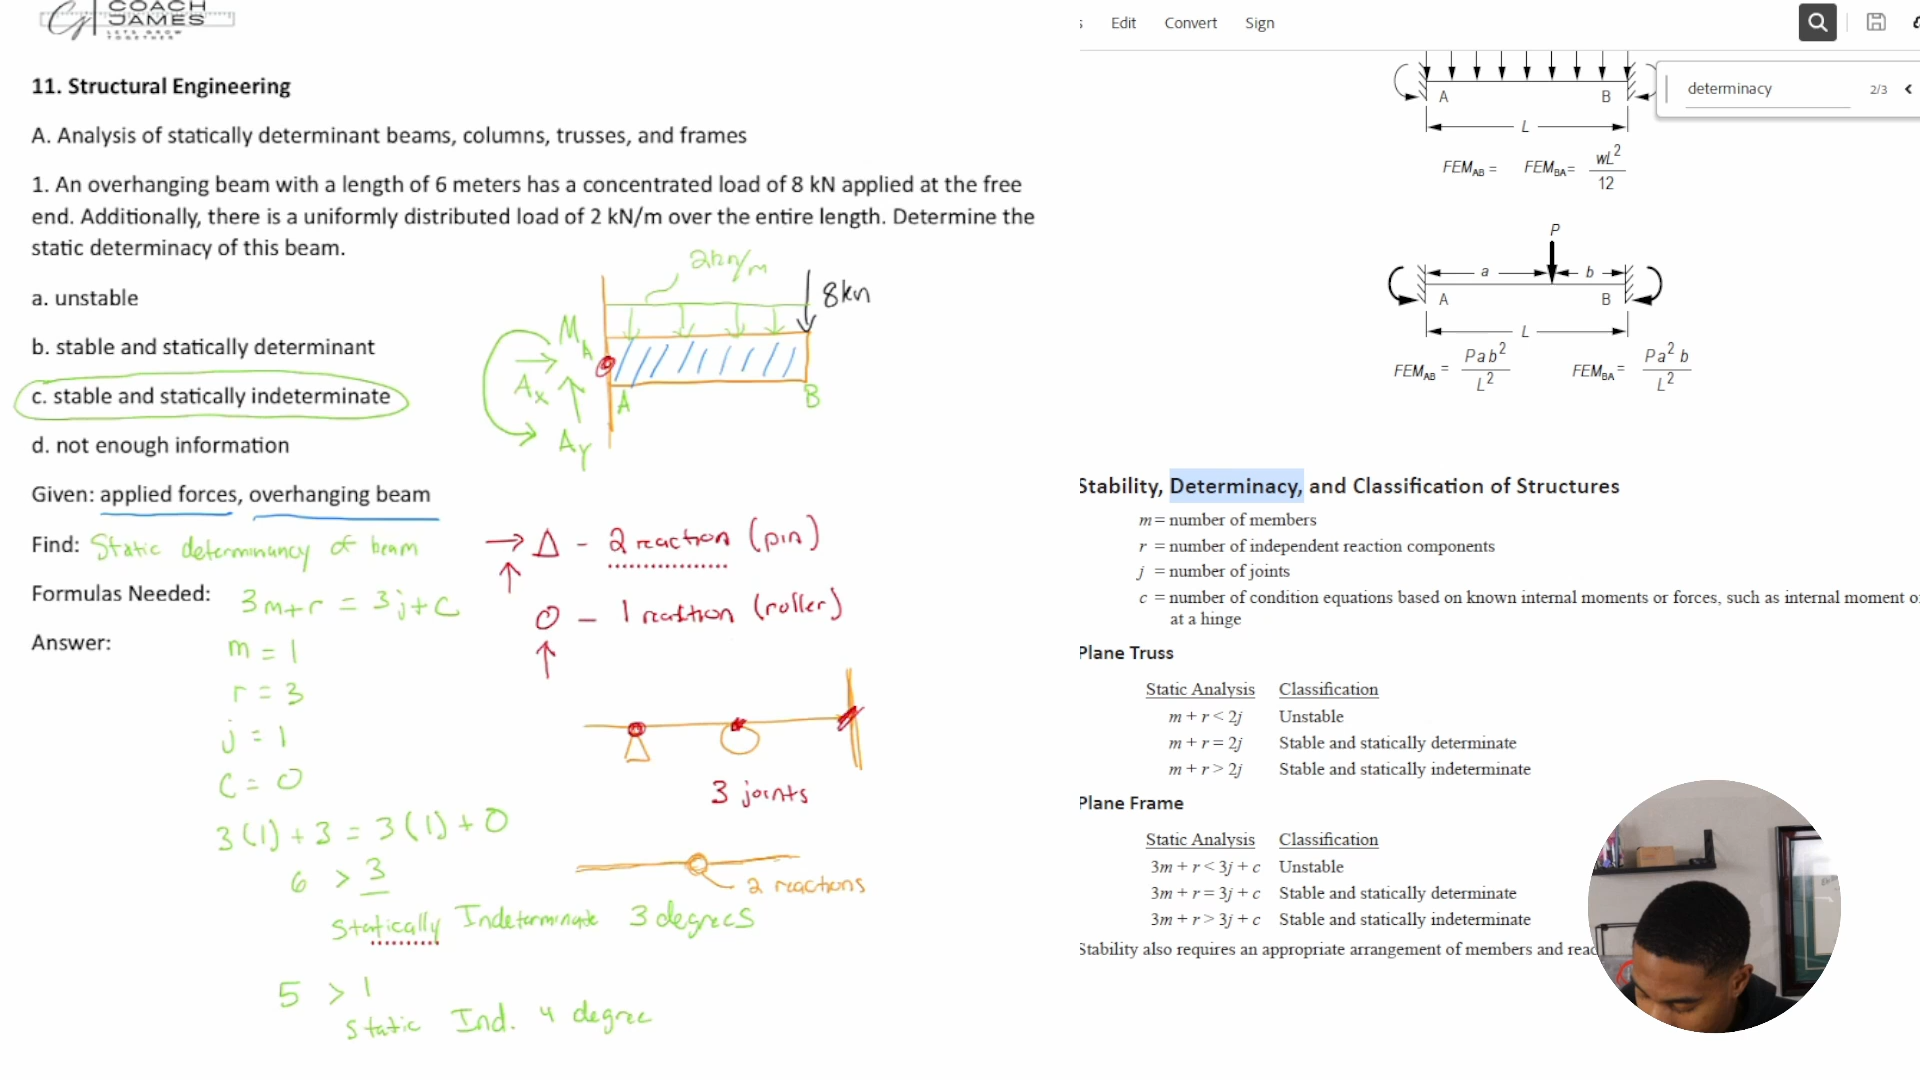 COACH
JAMES
LETS GROW
TOGETHER
11. Structural Engineering
A. Analysis of statically determinant beams, columns, trusses, and frames
1. An overhanging beam with a length of 6 meters has a concentrated load of 8 kN applied at the free
end. Additionally, there is a uniformly distributed load of 2 kN/m over the entire length. Determine the
static determinacy of this beam.
a. unstable
b. stable and statically determinant
c. stable and statically indeterminate
d. not enough information
2kn/m
8kn
M_A
A_x
A_y
A
B
Given: applied forces, overhanging beam
Find: Static determinancy of beam
Formulas Needed: 3m+r = 3j+c
Answer:
m = 1
r = 3
j = 1
c = 0
3(1) + 3 = 3(1) + 0
6 > 3
Statically Indeterminate 3 degrees
5 > 1
Static Ind. 4 degree
→ Δ - 2 reaction (pin)
O - 1 reaction (roller)
3 joints
2 reactions
Edit Convert Sign
determinacy 2/3
A B
L
FEM_AB = FEM_BA = wL²/12
P
a b
A B
L
FEM_AB = Pab²/L² FEM_BA = Pa²b/L²
Stability, Determinacy, and Classification of Structures
m = number of members
r = number of independent reaction components
j = number of joints
c = number of condition equations based on known internal moments or forces, such as internal moment
at a hinge
Plane Truss
Static Analysis Classification
m + r < 2j Unstable
m + r = 2j Stable and statically determinate
m + r > 2j Stable and statically indeterminate
Plane Frame
Static Analysis Classification
3m + r < 3j + c Unstable
3m + r = 3j + c Stable and statically determinate
3m + r > 3j + c Stable and statically indeterminate
Stability also requires an appropriate arrangement of members and